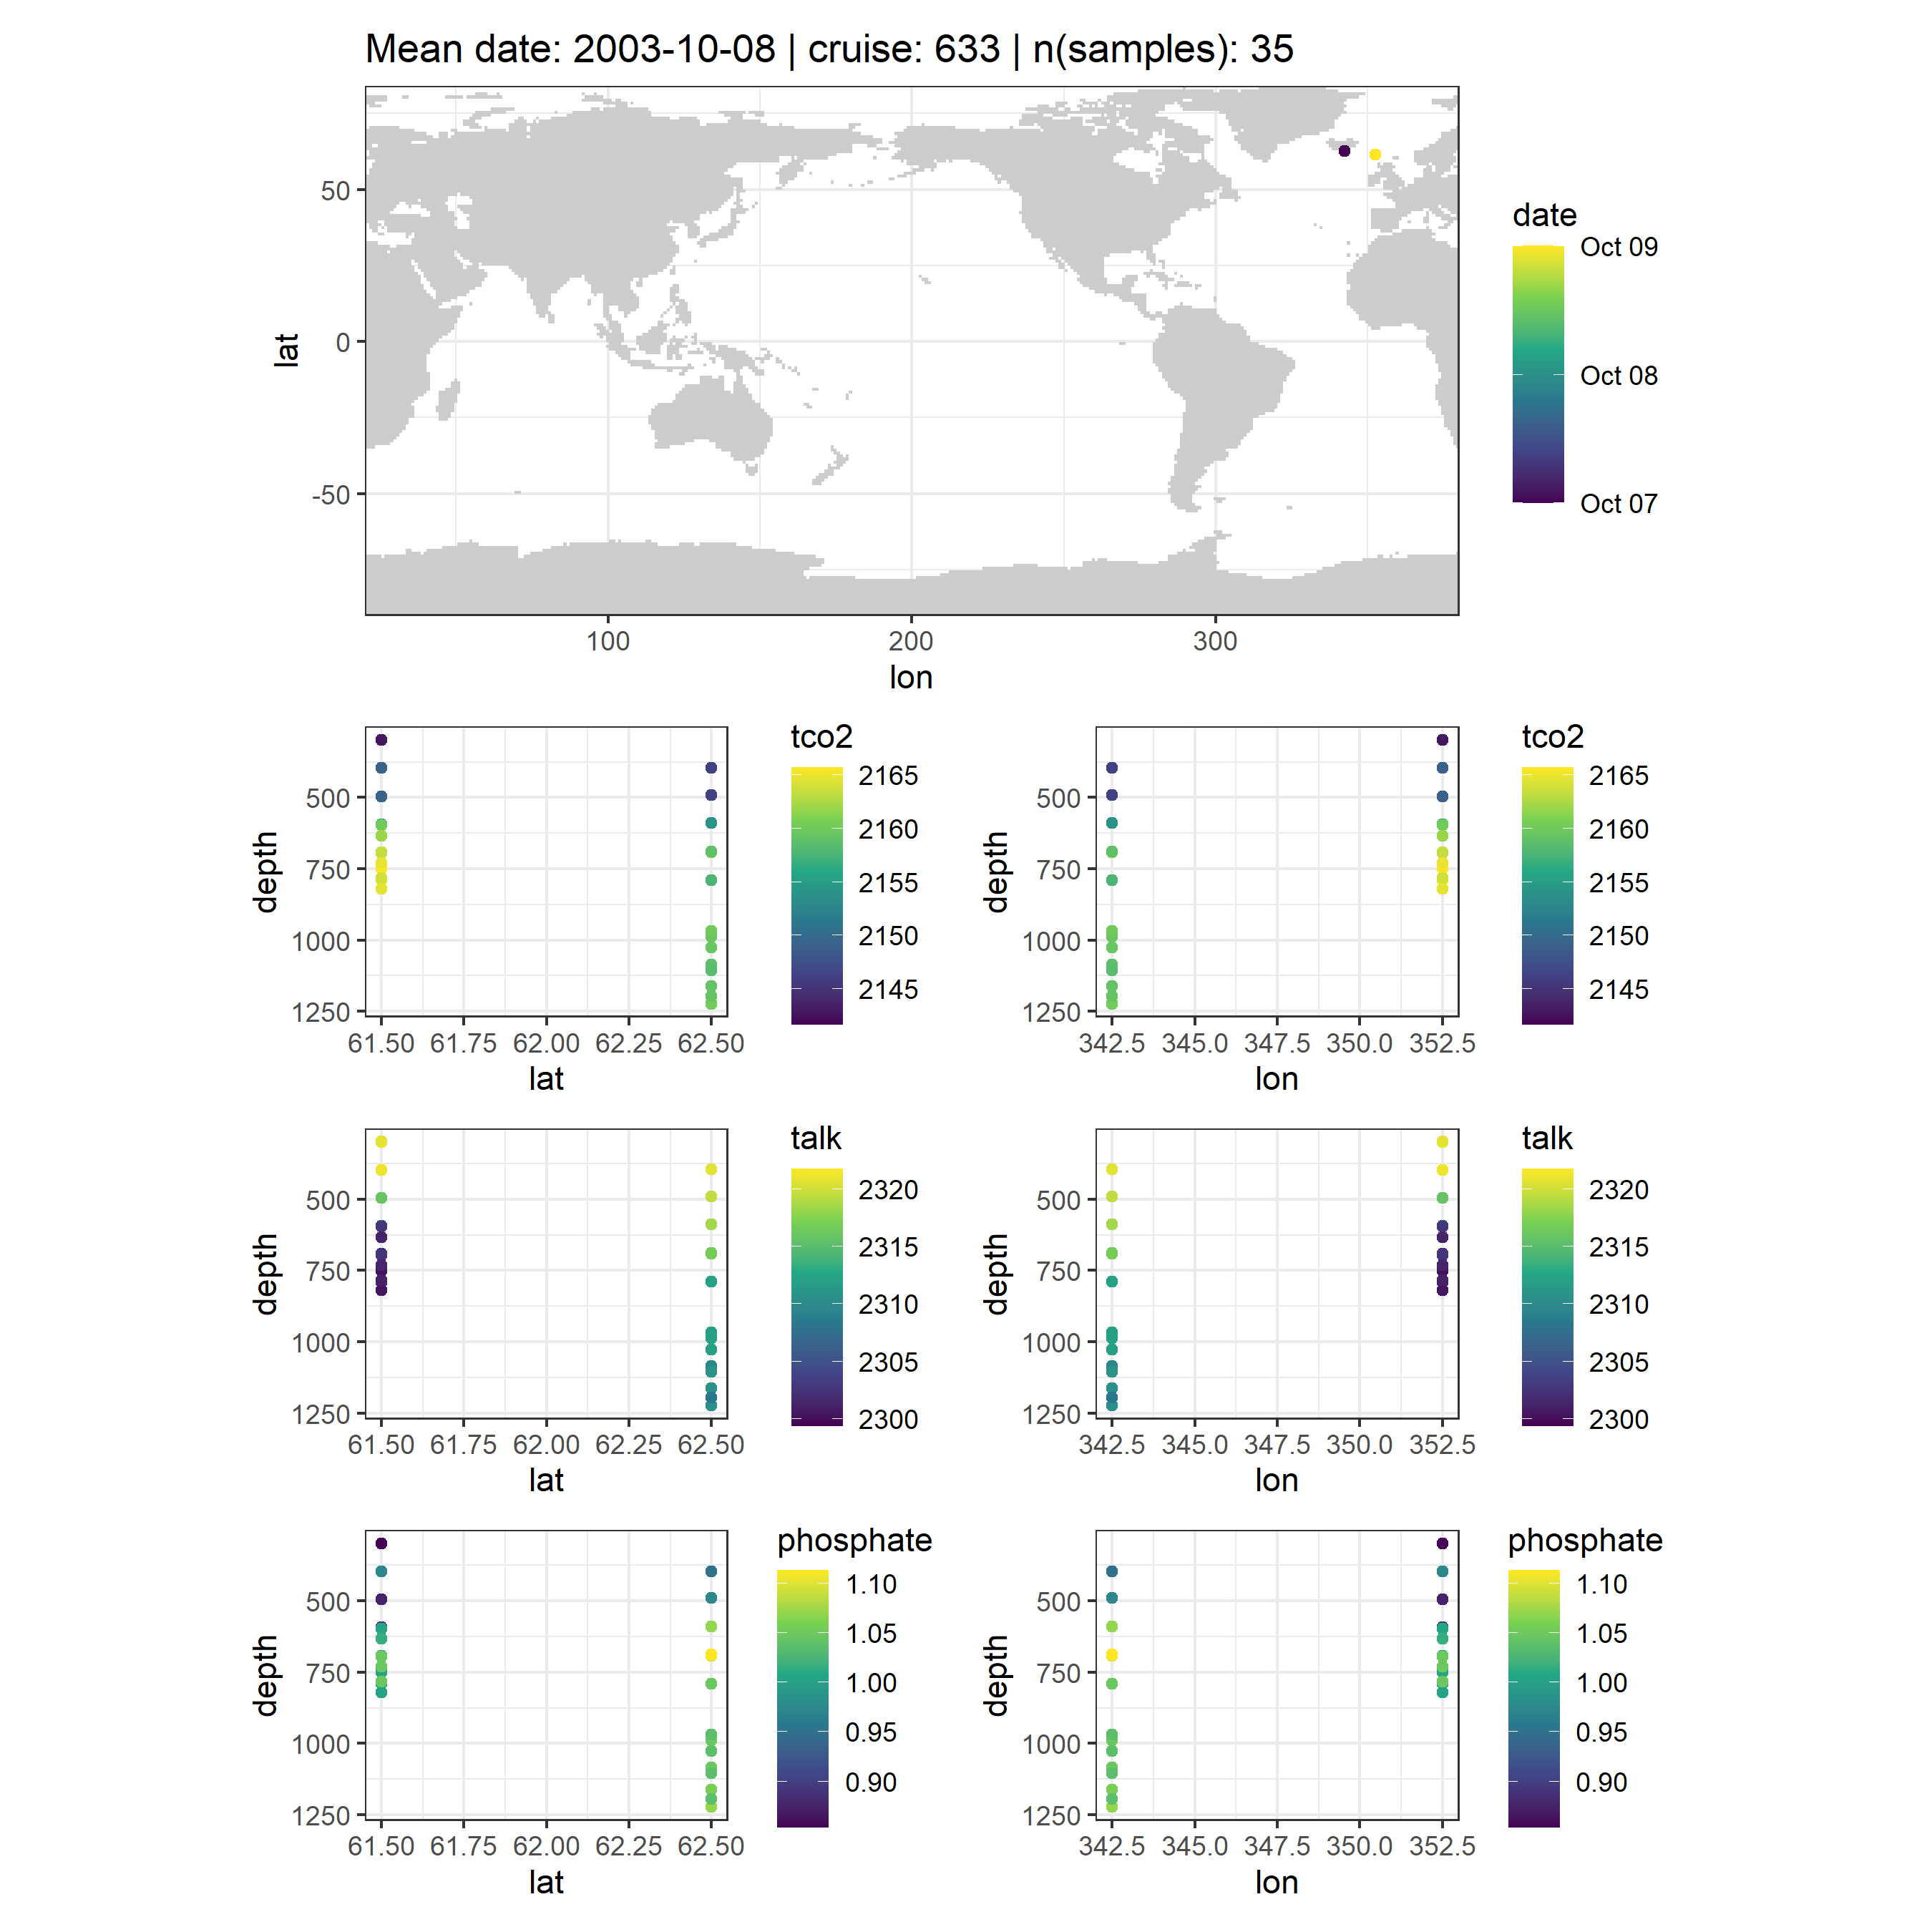 Mean date: 2003-10-08 | cruise: 633 | n(samples): 35
lat
50
0
-50
100 200 300
lon
date
Oct 09
Oct 08
Oct 07
depth
500
750
1000
1250
61.50 61.75 62.00 62.25 62.50
lat
tco2
2165
2160
2155
2150
2145
depth
500
750
1000
1250
342.5 345.0 347.5 350.0 352.5
lon
tco2
2165
2160
2155
2150
2145
depth
500
750
1000
1250
61.50 61.75 62.00 62.25 62.50
lat
talk
2320
2315
2310
2305
2300
depth
500
750
1000
1250
342.5 345.0 347.5 350.0 352.5
lon
talk
2320
2315
2310
2305
2300
depth
500
750
1000
1250
61.50 61.75 62.00 62.25 62.50
lat
phosphate
1.10
1.05
1.00
0.95
0.90
depth
500
750
1000
1250
342.5 345.0 347.5 350.0 352.5
lon
phosphate
1.10
1.05
1.00
0.95
0.90